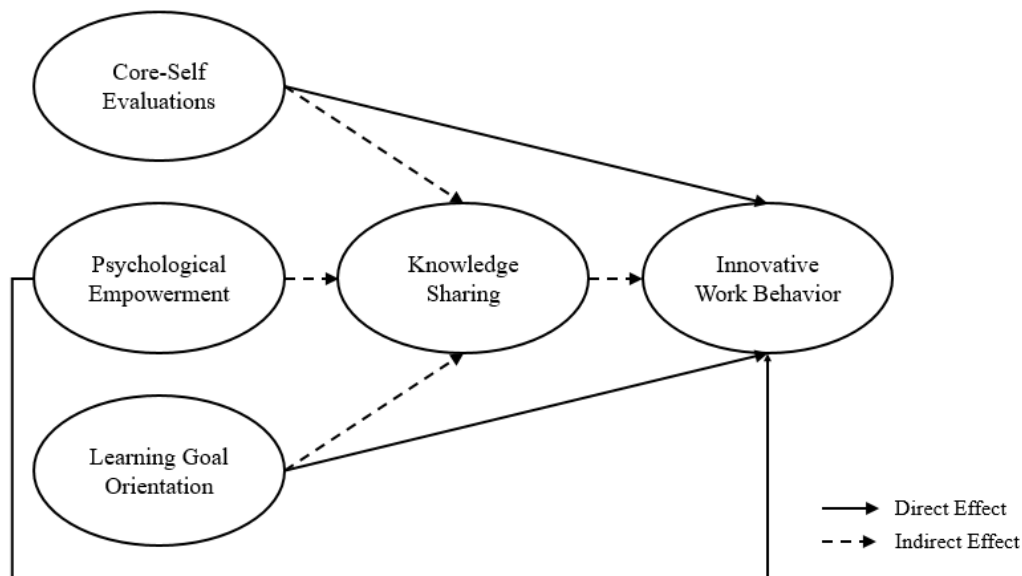 Core-Self
Evaluations
Psychological
Empowerment
Knowledge
Sharing
Innovative
Work Behavior
Learning Goal
Orientation
Direct Effect
Indirect Effect